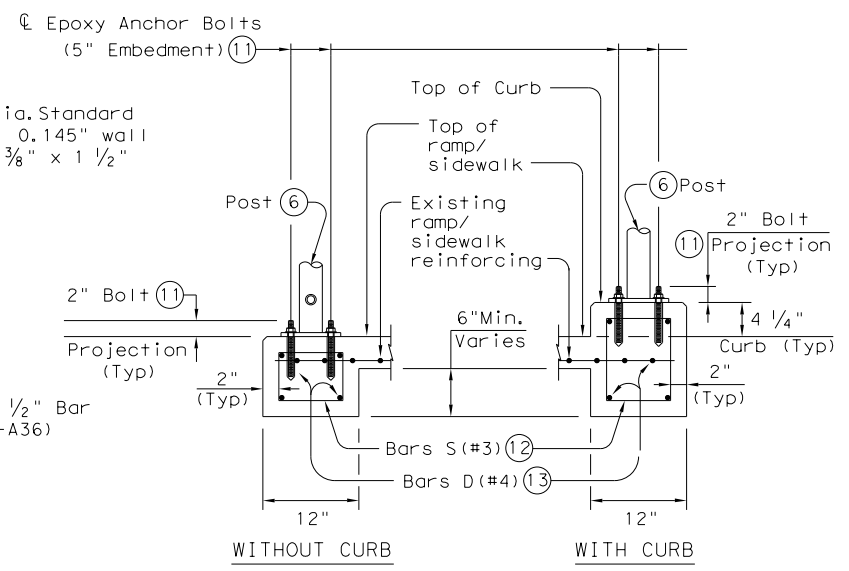 ℄ Epoxy Anchor Bolts
(5" Embedment) 11
ia. Standard
0.145" wall
3/8" x 1 1/2"
Top of Curb
Top of
ramp/
sidewalk
Post 6
Existing
ramp/
sidewalk
reinforcing
6 Post
2" Bolt
11 Projection
(Typ)
2" Bolt 11
Projection
(Typ)
6" Min.
Varies
4 1/4"
Curb (Typ)
2"
(Typ)
2"
(Typ)
1/2" Bar
-A36)
Bars S(#3) 12
Bars D(#4) 13
12"
12"
WITHOUT CURB
WITH CURB